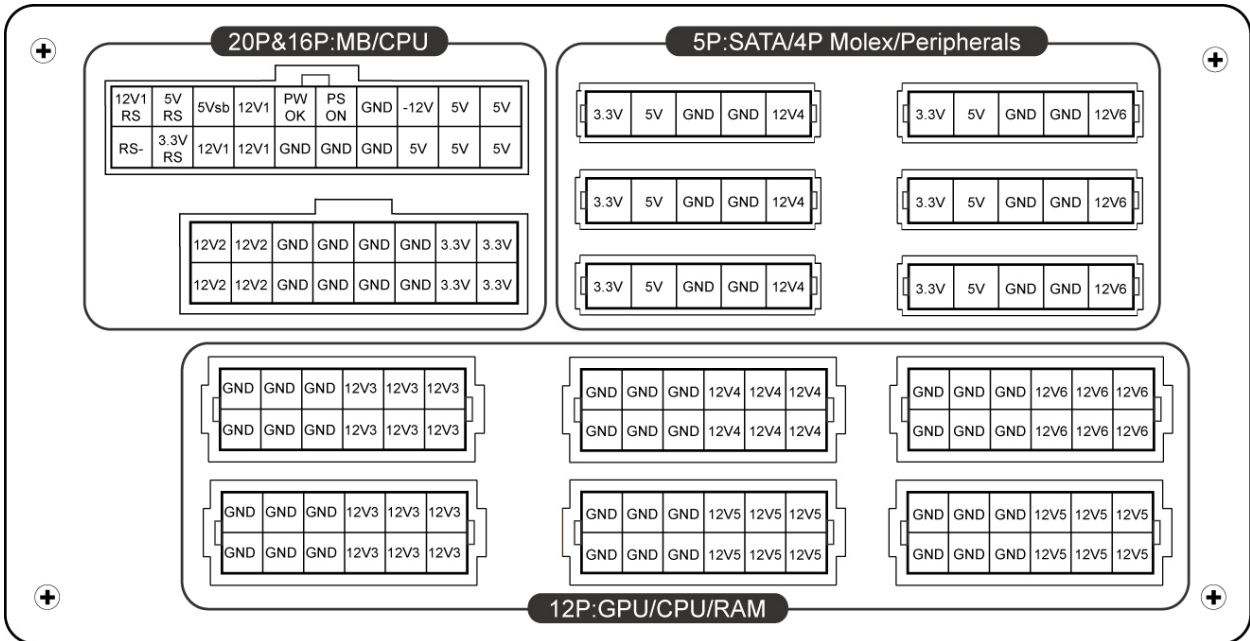 20P&16P:MB/CPU
12V1 RS 5V RS 5Vsb 12V1 PW OK PS ON GND -12V 5V 5V
RS- 3.3V RS 12V1 12V1 GND GND GND 5V 5V 5V
12V2 12V2 GND GND GND GND 3.3V 3.3V
12V2 12V2 GND GND GND GND 3.3V 3.3V
5P:SATA/4P Molex/Peripherals
3.3V 5V GND GND 12V4
3.3V 5V GND GND 12V6
3.3V 5V GND GND 12V4
3.3V 5V GND GND 12V6
3.3V 5V GND GND 12V4
3.3V 5V GND GND 12V6
GND GND GND 12V3 12V3 12V3
GND GND GND 12V3 12V3 12V3
GND GND GND 12V4 12V4 12V4
GND GND GND 12V4 12V4 12V4
GND GND GND 12V6 12V6 12V6
GND GND GND 12V6 12V6 12V6
GND GND GND 12V3 12V3 12V3
GND GND GND 12V3 12V3 12V3
GND GND GND 12V5 12V5 12V5
GND GND GND 12V5 12V5 12V5
GND GND GND 12V5 12V5 12V5
GND GND GND 12V5 12V5 12V5
12P:GPU/CPU/RAM